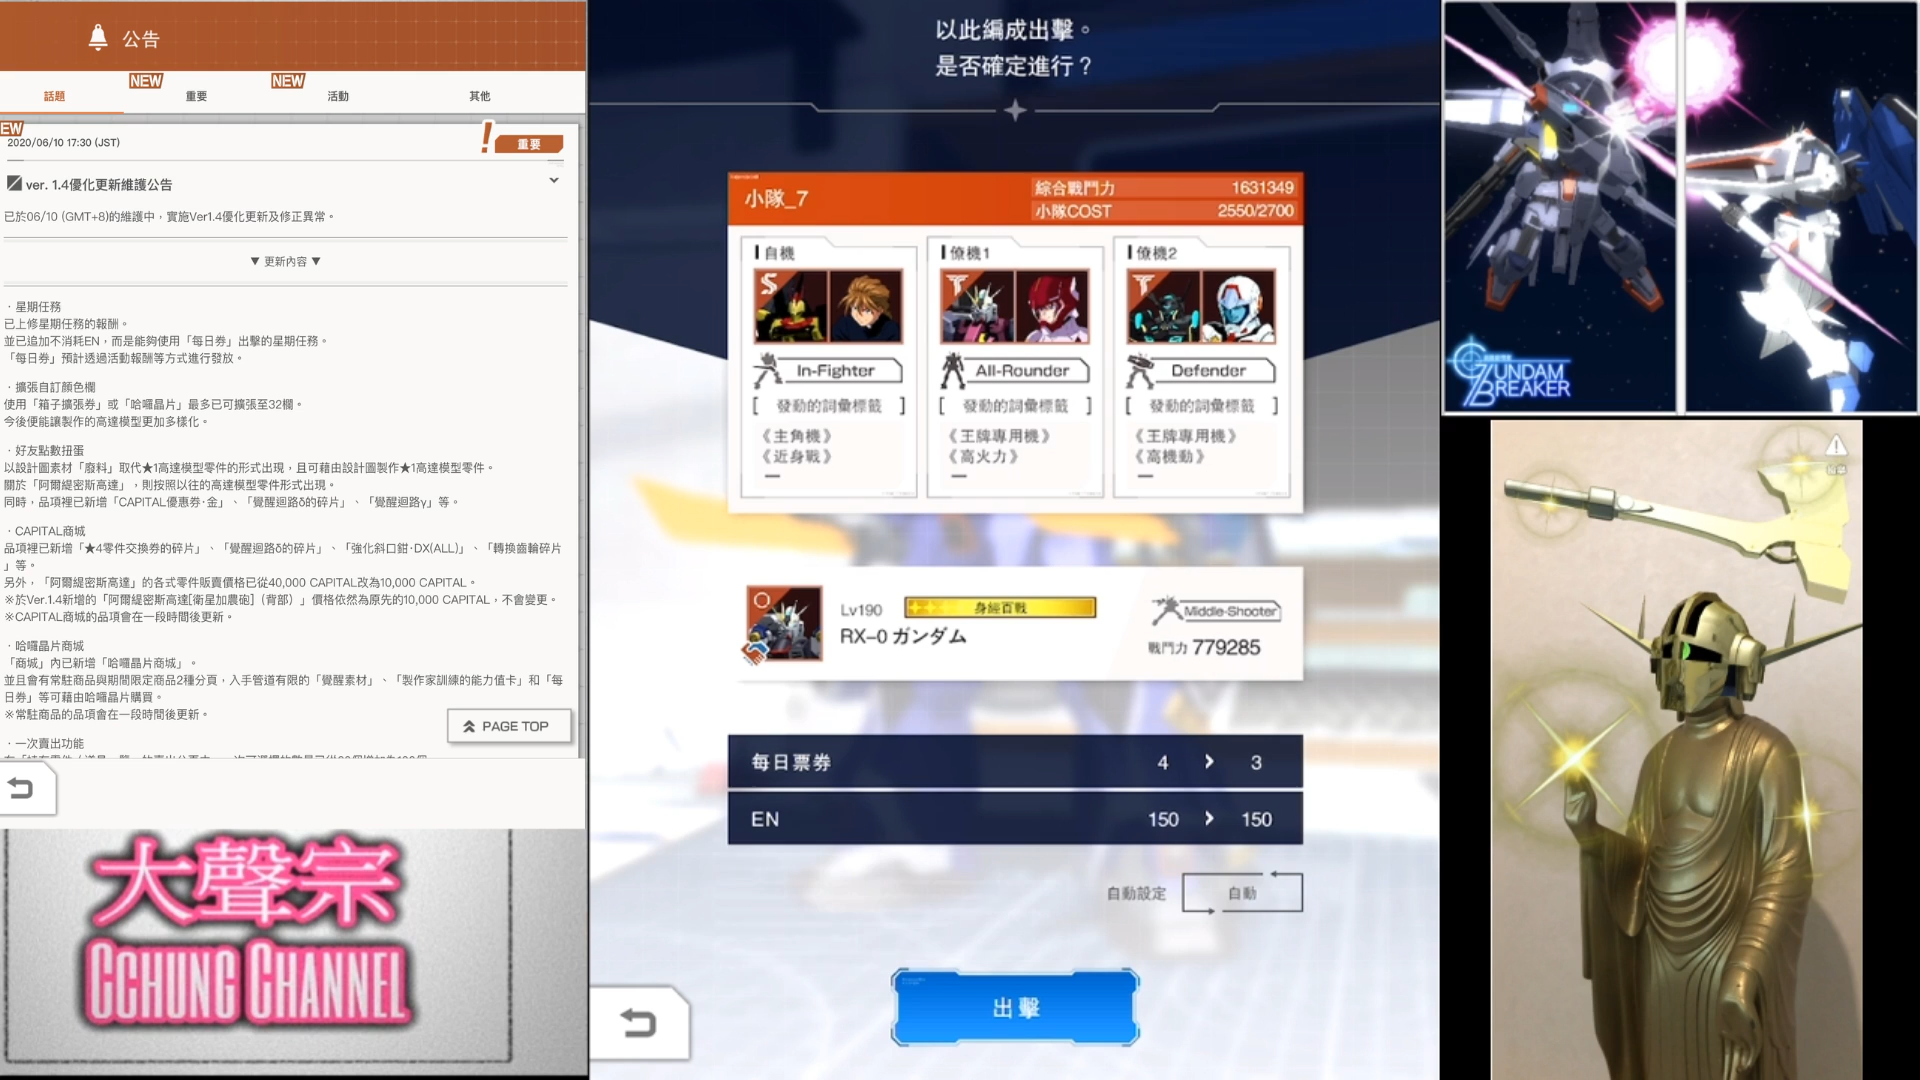 公告
NEW
NEW
話題
重要
活動
其他
EW
2020/06/10 17:30 (JST)
重要
ver. 1.4優化更新維護公告
已於06/10 (GMT+8)的維護中，實施Ver1.4優化更新及修正異常。
▼ 更新內容 ▼
· 星期任務
已上修星期任務的報酬。
並已追加不消耗EN，而是能夠使用「每日券」出擊的星期任務。
「每日券」預計透過活動報酬等方式進行發放。
· 擴張自訂顏色欄
使用「箱子擴張券」或「哈囉晶片」最多已可擴張至32欄。
今後便能讓製作的高達模型更加多樣化。
· 好友點數扭蛋
以設計圖素材「廢料」取代★1高達模型零件的形式出現，且可藉由設計圖製作★1高達模型零件。
關於「阿爾緹密斯高達」，則按照以往的高達模型零件形式出現。
同時，品項裡已新增「CAPITAL優惠券·金」、「覺醒迴路δ的碎片」、「覺醒迴路γ」等。
· CAPITAL商城
品項裡已新增「★4零件交換券的碎片」、「覺醒迴路δ的碎片」、「強化斜口鉗·DX(ALL)」、「轉換齒輪碎片
」等。
另外，「阿爾緹密斯高達」的各式零件販賣價格已從40,000 CAPITAL改為10,000 CAPITAL。
※於Ver.1.4新增的「阿爾緹密斯高達[衛星加農砲]（背部）」價格依然為原先的10,000 CAPITAL，不會變更。
※CAPITAL商城的品項會在一段時間後更新。
· 哈囉晶片商城
「商城」內已新增「哈囉晶片商城」。
並且會有常駐商品與期間限定商品2種分頁，入手管道有限的「覺醒素材」、「製作家訓練的能力值卡」和「每
日券」等可藉由哈囉晶片購買。
※常駐商品的品項會在一段時間後更新。
PAGE TOP
· 一次賣出功能
大聲宗
CCHUNG CHANNEL
以此編成出擊。
是否確定進行？
小隊_7
綜合戰鬥力 1631349
小隊COST 2550/2700
自機
僚機1
僚機2
S
T
T
In-Fighter
All-Rounder
Defender
[ 發動的詞彙標籤 ]
[ 發動的詞彙標籤 ]
[ 發動的詞彙標籤 ]
《主角機》
《近身戰》
《王牌專用機》
《高火力》
《王牌專用機》
《高機動》
Lv190
身經百戰
Middle-Shooter
RX-0 ガンダム
戰鬥力 779285
每日票券 4 > 3
EN 150 > 150
自動設定 自動
出擊
GUNDAM
BREAKER